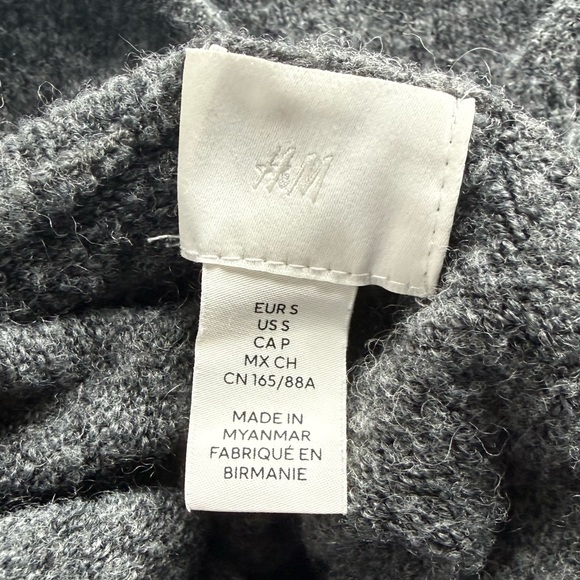 H&M
EUR S
US S
CA P
MX CH
CN 165/88A
MADE IN
MYANMAR
FABRIQUÉ EN
BIRMANIE